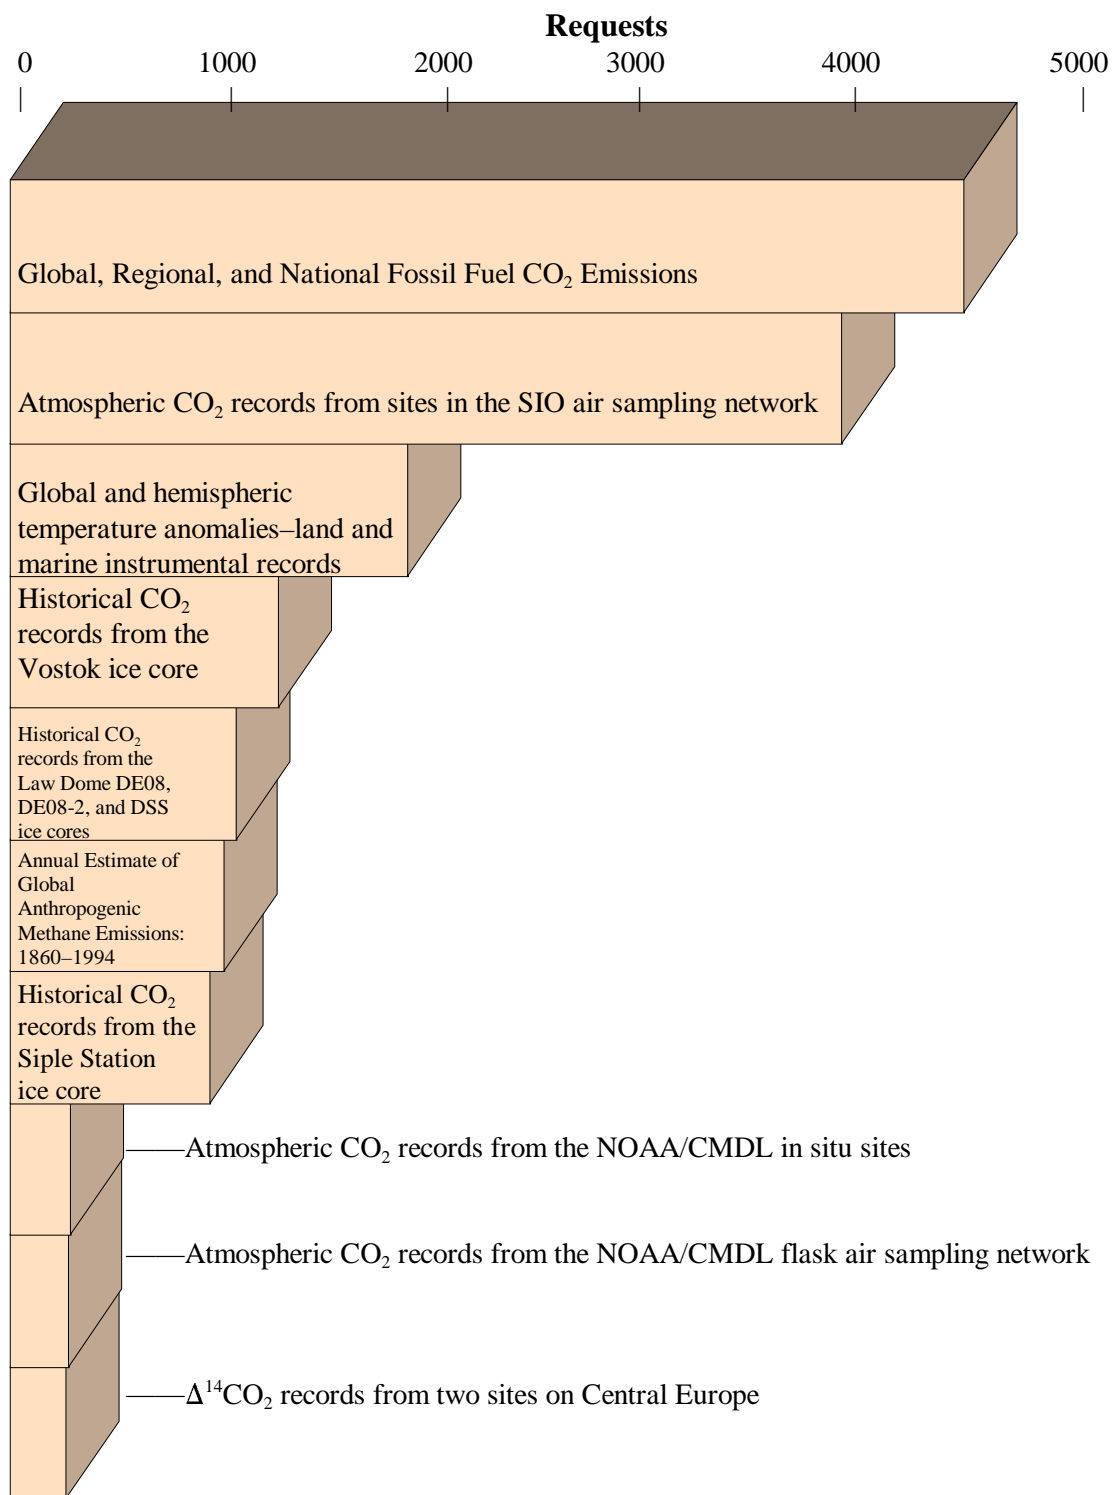 Requests
0 1000 2000 3000 4000 5000
Global, Regional, and National Fossil Fuel CO₂ Emissions
Atmospheric CO₂ records from sites in the SIO air sampling network
Global and hemispheric
temperature anomalies–land and
marine instrumental records
Historical CO₂
records from the
Vostok ice core
Historical CO₂
records from the
Law Dome DE08,
DE08-2, and DSS
ice cores
Annual Estimate of
Global
Anthropogenic
Methane Emissions:
1860–1994
Historical CO₂
records from the
Siple Station
ice core
Atmospheric CO₂ records from the NOAA/CMDL in situ sites
Atmospheric CO₂ records from the NOAA/CMDL flask air sampling network
Δ¹⁴CO₂ records from two sites on Central Europe